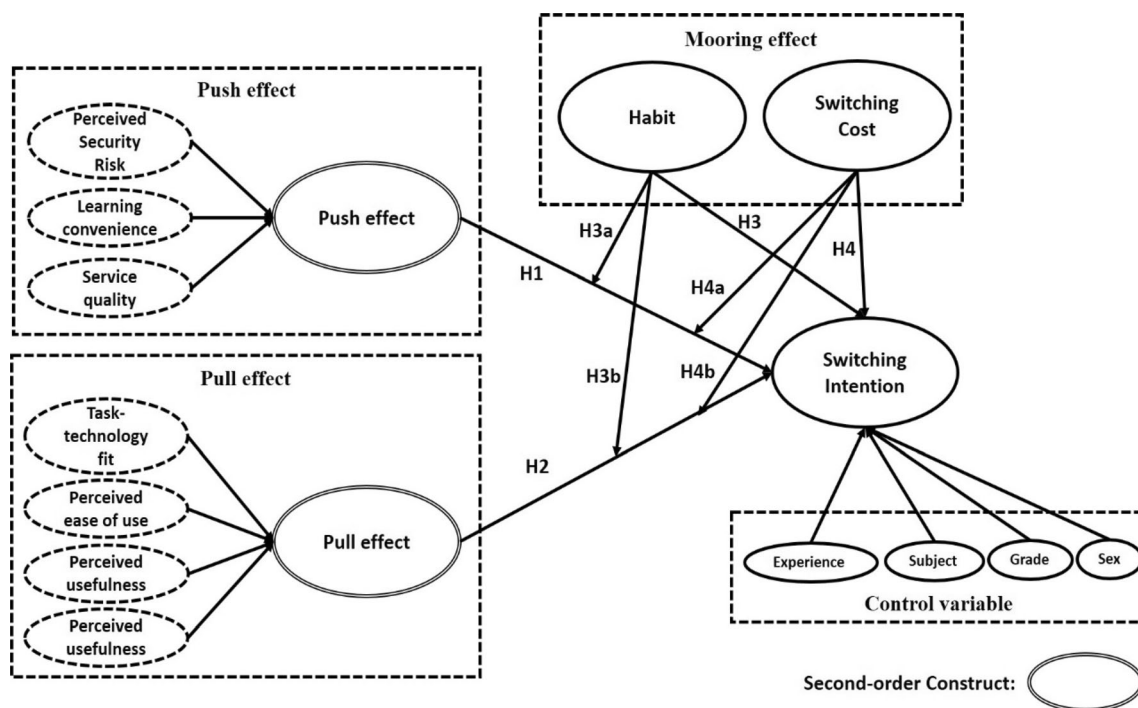 Push effect
Perceived
Security
Risk
Learning
convenience
Service
quality
Push effect
Mooring effect
Habit
Switching
Cost
H3a
H3
H4
H1
H4a
H3b
H4b
H2
Switching
Intention
Pull effect
Task-
technology
fit
Perceived
ease of use
Perceived
usefulness
Perceived
usefulness
Pull effect
Experience
Subject
Grade
Sex
Control variable
Second-order Construct: